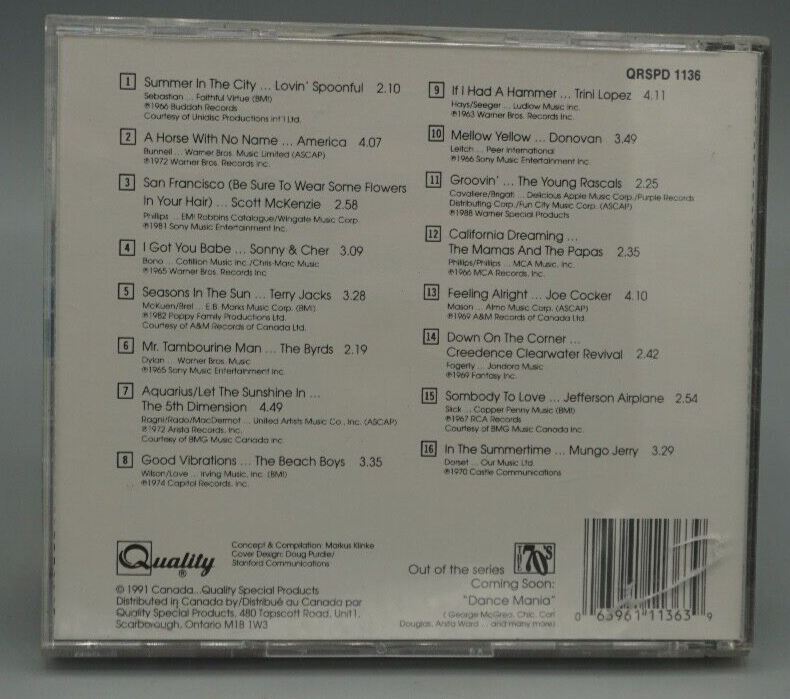 QRSPD 1136
1 Summer In The City ... Lovin' Spoonful 2.10
Sebastian ... Faithful Virtue (BMI)
℗1966 Buddah Records
Courtesy of Unidisc Productions Int'l Ltd.
2 A Horse With No Name ... America 4.07
Bunnell ... Warner Bros. Music Limited (ASCAP)
℗1972 Warner Bros. Records Inc.
3 San Francisco (Be Sure To Wear Some Flowers
In Your Hair) ... Scott McKenzie 2.58
Phillips ... EMI Robbins Catalogue/Wingate Music Corp.
℗1981 Sony Music Entertainment Inc.
4 I Got You Babe ... Sonny & Cher 3.09
Bono ... Cotillion Music Inc./Chris-Marc Music
℗1965 Warner Bros. Records Inc
5 Seasons In The Sun ... Terry Jacks 3.28
McKuen/Brel ... E.B. Marks Music Corp. (BMI)
℗1982 Poppy Family Productions Ltd.
Courtesy of A&M Records of Canada Ltd.
6 Mr. Tambourine Man ... The Byrds 2.19
Dylan ... Warner Bros. Music
℗1965 Sony Music Entertainment Inc.
7 Aquarius/Let The Sunshine In ...
The 5th Dimension 4.49
Ragni/Rado/MacDermot ... United Artists Music Co., Inc. (ASCAP)
℗1972 Arista Records, Inc.
Courtesy of BMG Music Canada Inc
8 Good Vibrations ... The Beach Boys 3.35
Wilson/Love ... Irving Music, Inc. (BMI)
℗1974 Capitol Records, Inc.
9 If I Had A Hammer ... Trini Lopez 4.11
Hays/Seeger ... Ludlow Music Inc.
℗1963 Warner Bros. Records Inc.
10 Mellow Yellow ... Donovan 3.49
Leitch ... Peer International
℗1966 Sony Music Entertainment Inc.
11 Groovin' ... The Young Rascals 2.25
Cavaliere/Brigati ... Delicious Apple Music Corp./Purple Records
Distributing Corp./Fun City Music Corp. (ASCAP)
℗1988 Warner Special Products
12 California Dreaming ...
The Mamas And The Papas 2.35
Phillips/Phillips ... MCA Music, Inc.
℗1966 MCA Records, Inc.
13 Feeling Alright ... Joe Cocker 4.10
Mason ... Almo Music Corp. (ASCAP)
℗1969 A&M Records of Canada Ltd.
14 Down On The Corner ...
Creedence Clearwater Revival 2.42
Fogerty ... Jondora Music
℗1969 Fantasy Inc.
15 Sombody To Love ... Jefferson Airplane 2.54
Slick ... Copper Penny Music (BMI)
℗1967 RCA Records
Courtesy of BMG Music Canada Inc.
16 In The Summertime ... Mungo Jerry 3.29
Dorset ... Our Music Ltd.
℗1970 Castle Communications
Quality ®
Concept & Compilation: Markus Klinke
Cover Design: Doug Purdie/
Stanford Communications
© 1991 Canada...Quality Special Products
Distributed in Canada by/Distribué au Canada par
Quality Special Products, 480 Tapscott Road, Unit1,
Scarborough, Ontario M1B 1W3
Out of the series THE 70'S
Coming Soon:
"Dance Mania"
( George McGrea, Chic, Carl
Douglas, Anita Ward ... and many more)
0 63961 11363 9